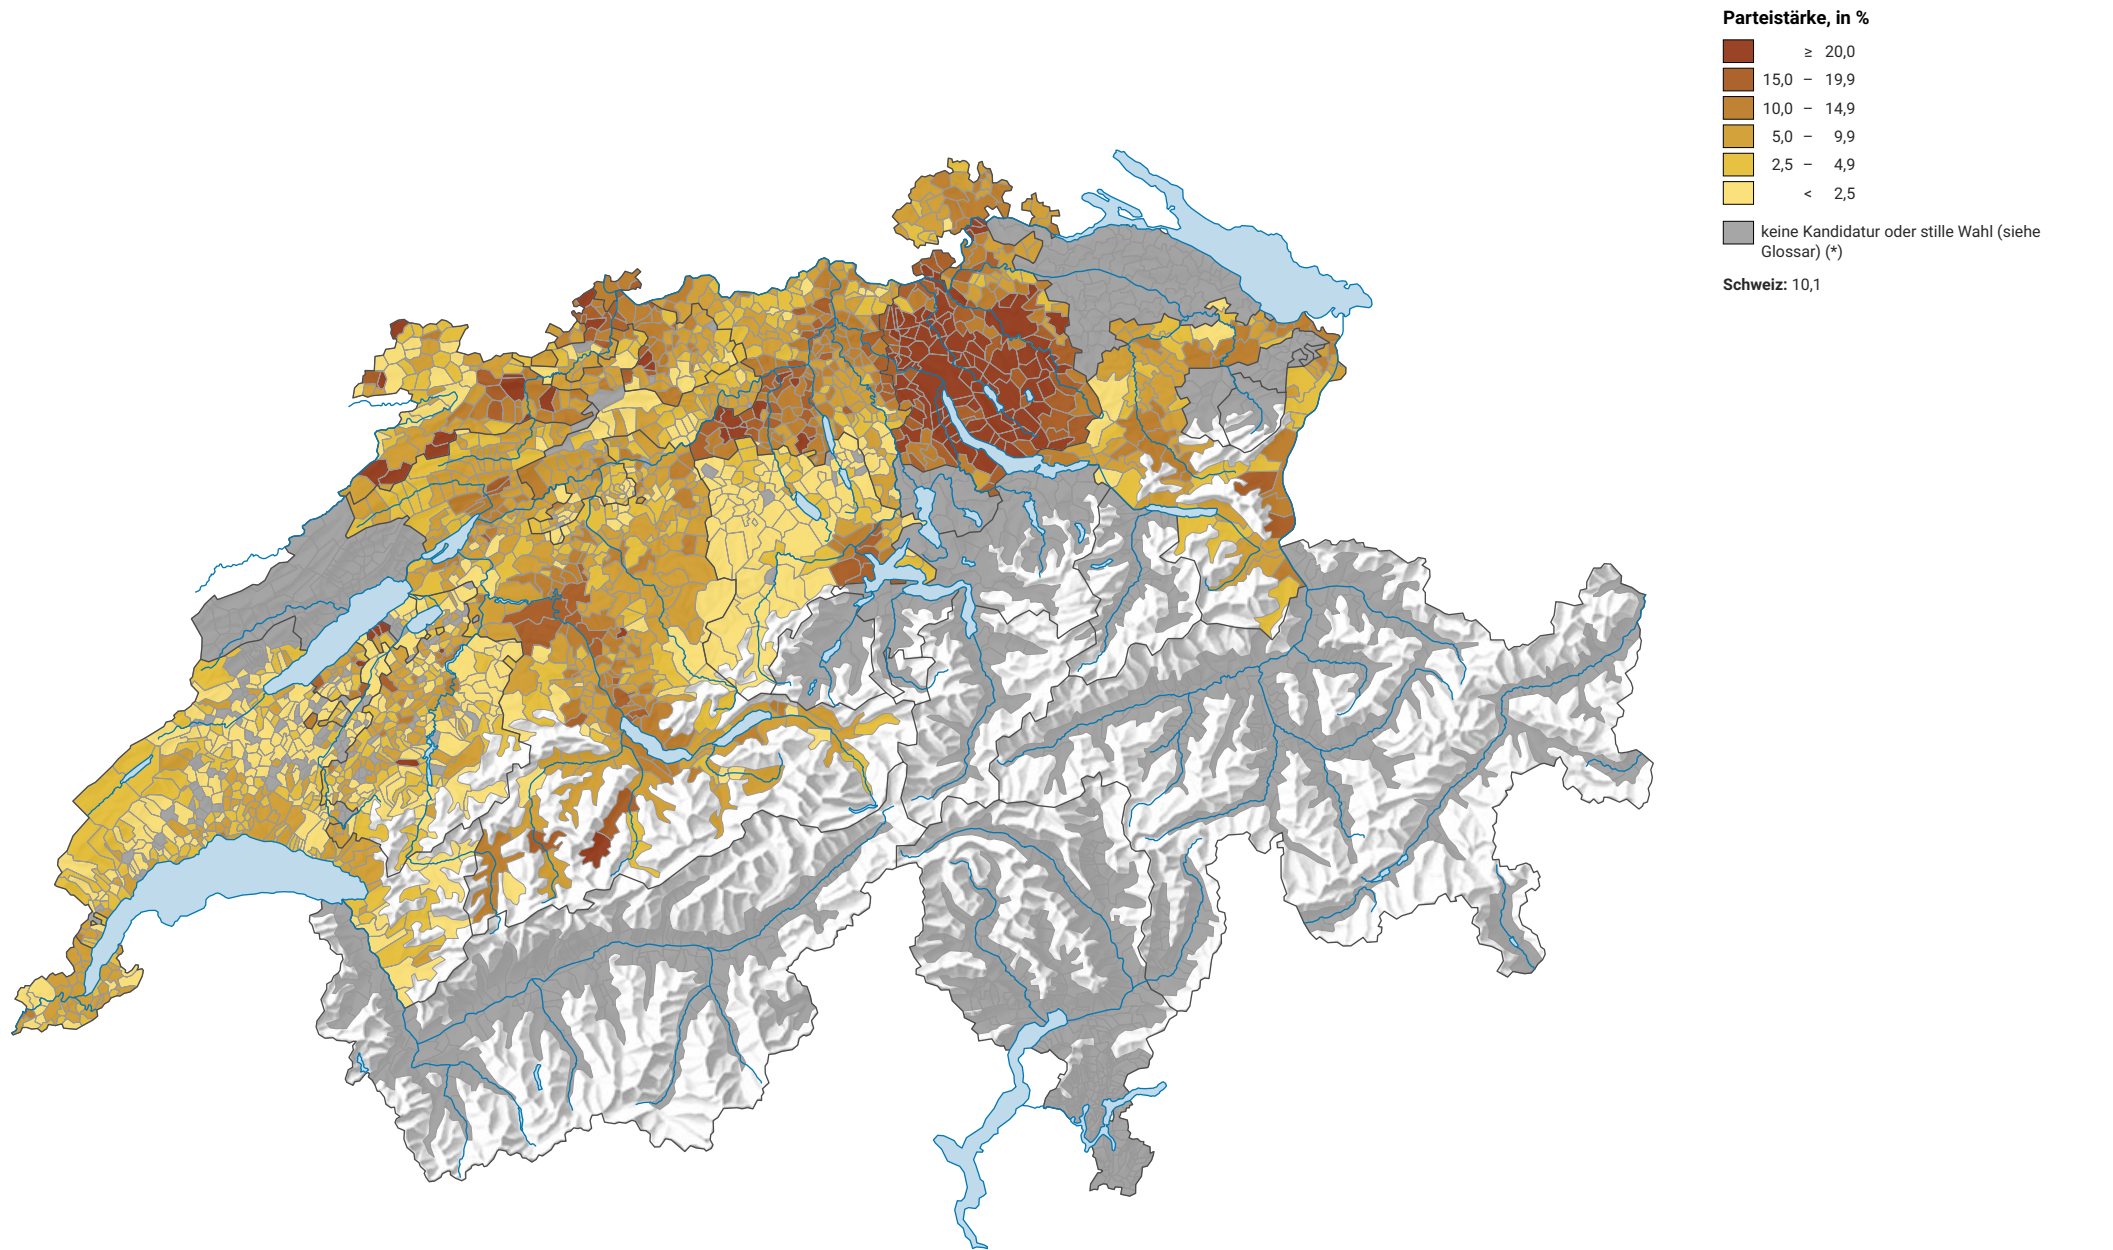 Parteistärke, in %
≥ 20,0
15,0 – 19,9
10,0 – 14,9
5,0 – 9,9
2,5 – 4,9
< 2,5
keine Kandidatur oder stille Wahl (siehe
Glossar) (*)
Schweiz: 10,1